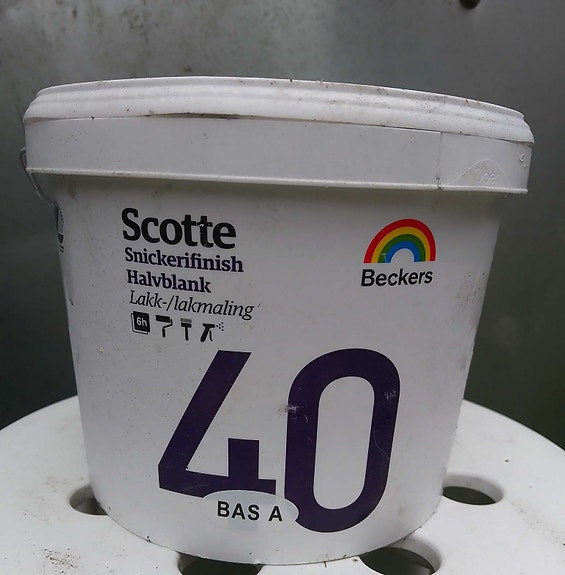 Scotte
Snickerifinish
Halvblank
Lakk-/lakmaling
6h
Beckers
40
BAS A